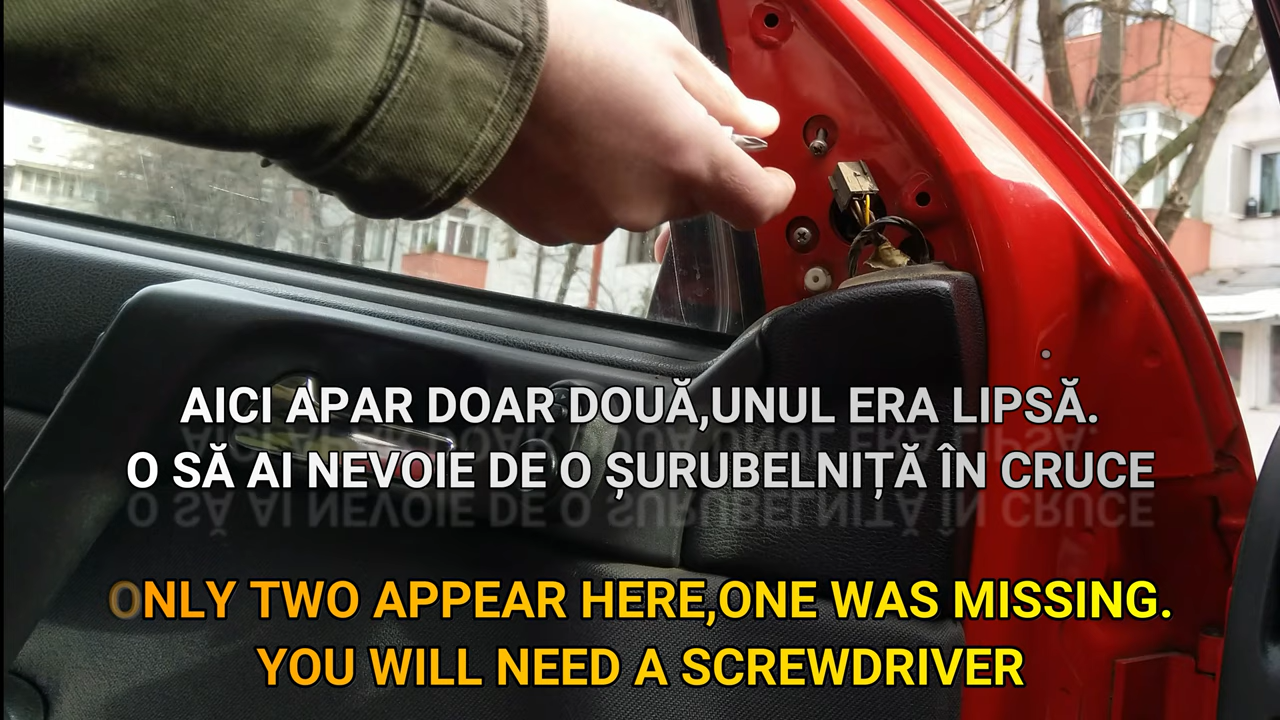 AICI APAR DOAR DOUĂ,UNUL ERA LIPSĂ.
O SĂ AI NEVOIE DE O ȘURUBELNIȚĂ ÎN CRUCE
ONLY TWO APPEAR HERE,ONE WAS MISSING.
YOU WILL NEED A SCREWDRIVER